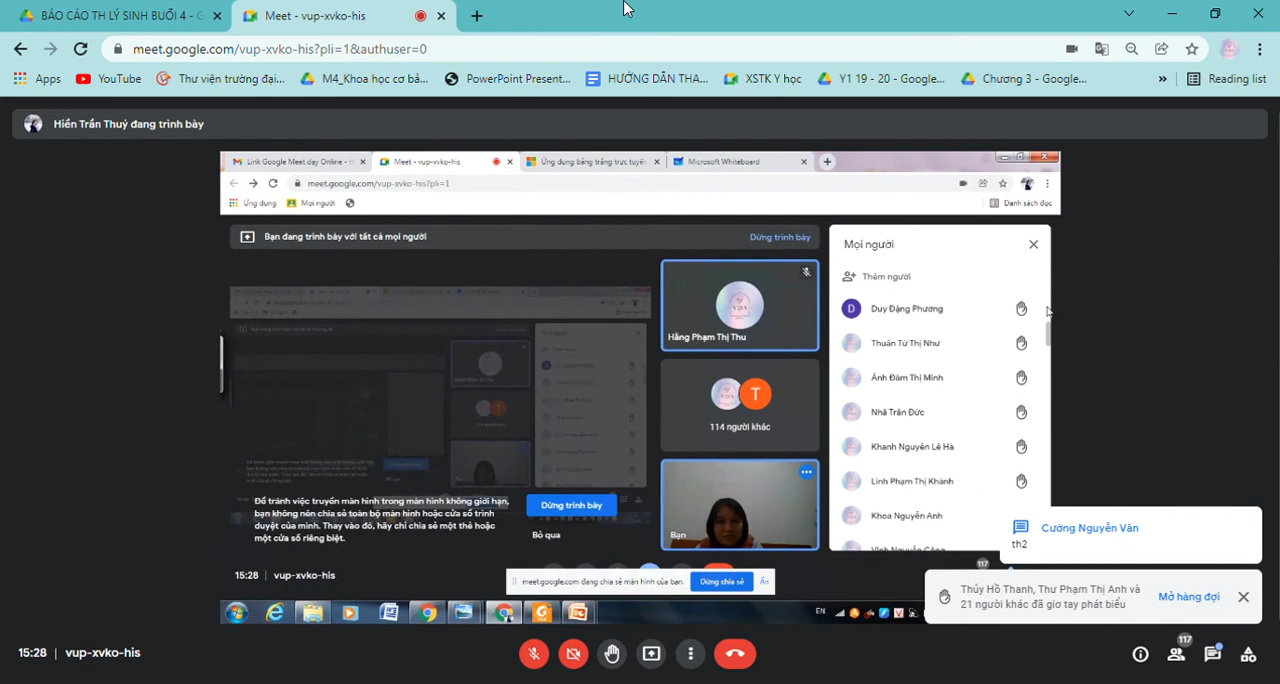 BÁO CÁO TH LÝ SINH BUỔI 4 - G
Meet - vup-xvko-his
meet.google.com/vup-xvko-his?pli=1&authuser=0
Apps
YouTube
Thư viện trường đại...
M4_Khoa học cơ bả...
PowerPoint Present...
HƯỚNG DẪN THA...
XSTK Y học
Y1 19 - 20 - Google...
Chương 3 - Google...
»
Reading list
Hiền Trần Thuý đang trình bày
Link Google Meet dạy Online - t
Meet - vup-xvko-his
Ứng dụng bảng trắng trực tuyến
Microsoft Whiteboard
meet.google.com/vup-xvko-his?pli=1
Ứng dụng
Mọi người
Danh sách đọc
Bạn đang trình bày với tất cả mọi người
Dừng trình bày
Mọi người
Thêm người
D
Duy Đặng Phương
Thuần Từ Thị Như
Ánh Đàm Thị Minh
Nhã Trần Đức
Khanh Nguyễn Lê Hà
Linh Phạm Thị Khánh
Khoa Nguyễn Anh
Hằng Phạm Thị Thu
T
114 người khác
Bạn
Để tránh việc truyền màn hình trong màn hình không giới hạn,
bạn không nên chia sẻ toàn bộ màn hình hoặc cửa sổ trình
duyệt của mình. Thay vào đó, hãy chỉ chia sẻ một thẻ hoặc
một cửa sổ riêng biệt.
Dừng trình bày
Bỏ qua
15:28 | vup-xvko-his
meet.google.com đang chia sẻ màn hình của bạn.
Dừng chia sẻ
Ẩn
EN
117
Cường Nguyễn Văn
th2
Thủy Hồ Thanh, Thư Phạm Thị Anh và
21 người khác đã giơ tay phát biểu
Mở hàng đợi
15:28 | vup-xvko-his
117